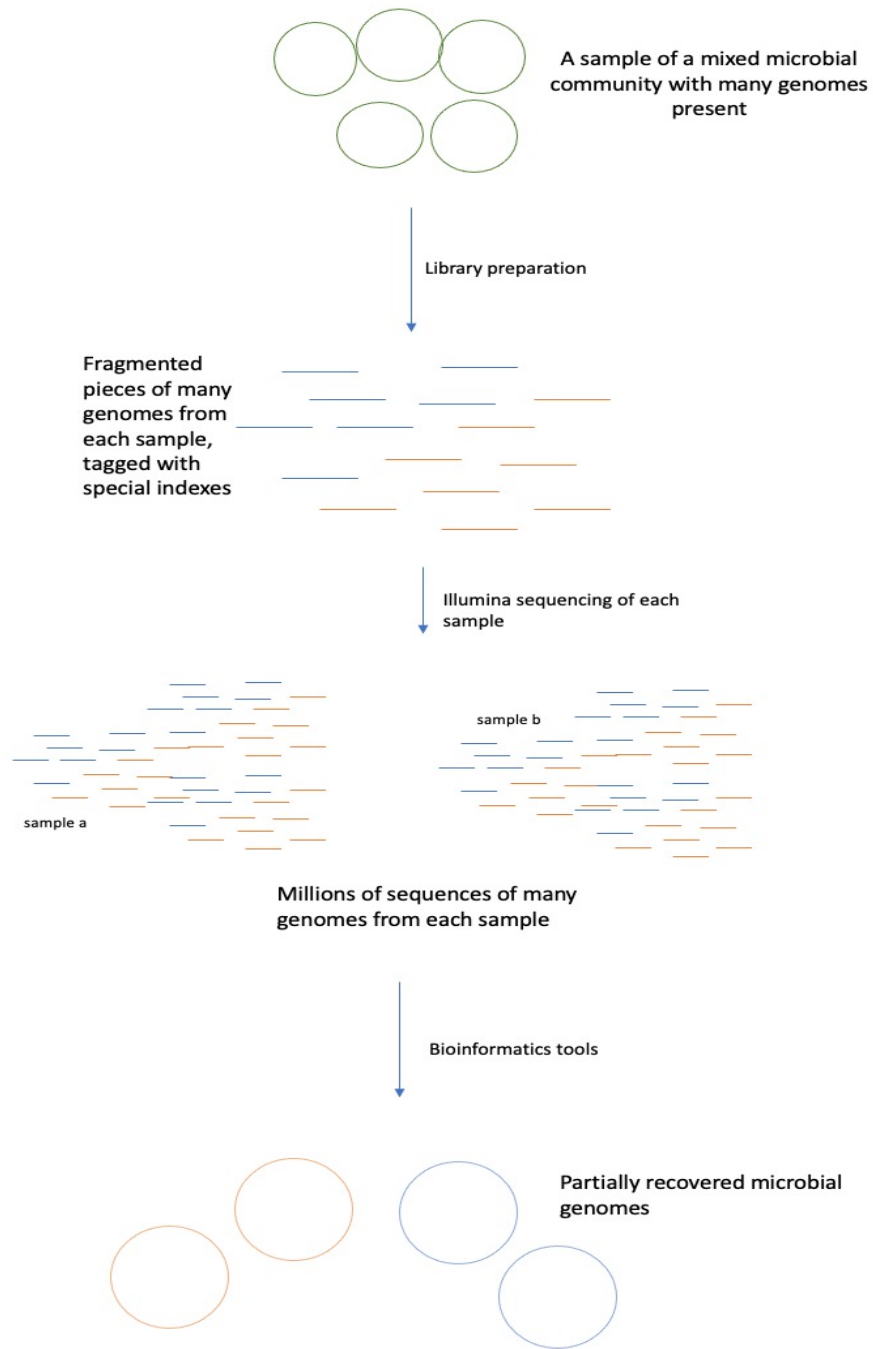 A sample of a mixed microbial
community with many genomes
present
Library preparation
Fragmented
pieces of many
genomes from
each sample,
tagged with
special indexes
Illumina sequencing of each
sample
sample b
sample a
Millions of sequences of many
genomes from each sample
Bioinformatics tools
Partially recovered microbial
genomes